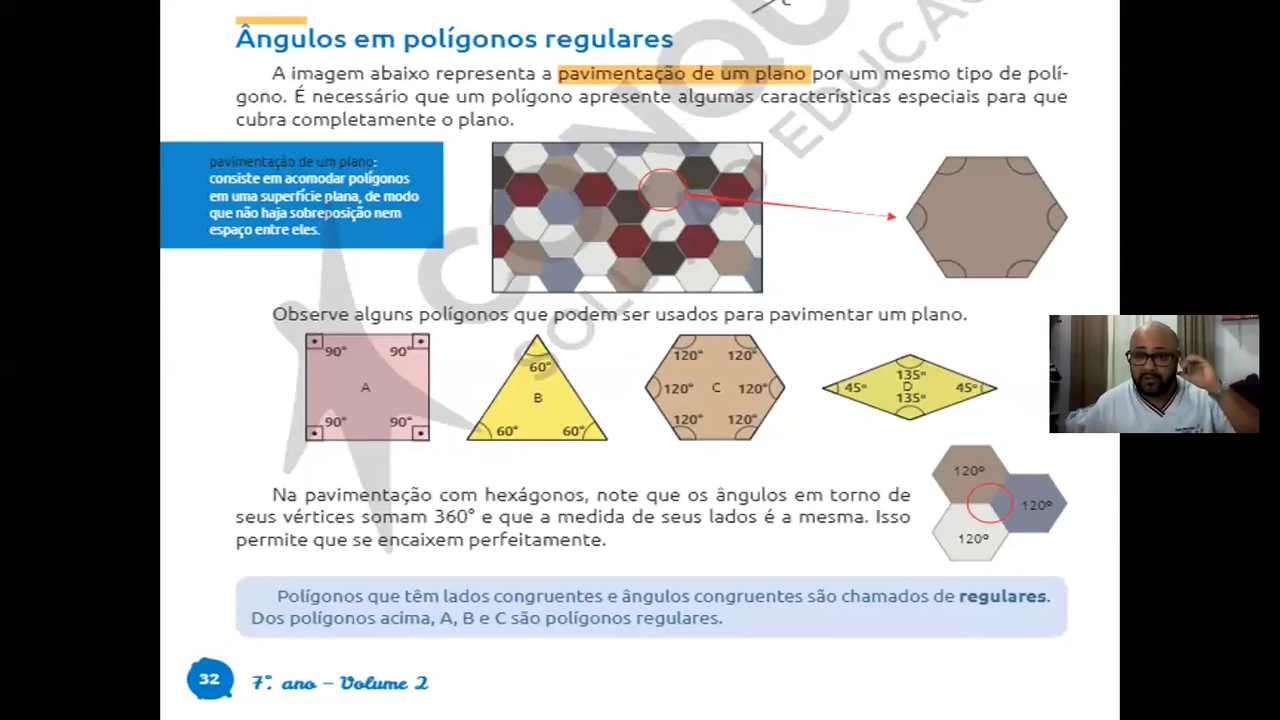 C
Ângulos em polígonos regulares
A imagem abaixo representa a pavimentação de um plano por um mesmo tipo de polí-
gono. É necessário que um polígono apresente algumas características especiais para que
cubra completamente o plano.
pavimentação de um plano:
consiste em acomodar polígonos
em uma superfície plana, de modo
que não haja sobreposição nem
espaço entre eles.
Observe alguns polígonos que podem ser usados para pavimentar um plano.
90° 90°
A
90° 90°
60°
B
60° 60°
120° 120°
120° C 120°
120° 120°
135°
45° D 45°
135°
Na pavimentação com hexágonos, note que os ângulos em torno de
seus vértices somam 360° e que a medida de seus lados é a mesma. Isso
permite que se encaixem perfeitamente.
120º
120º
120º
Polígonos que têm lados congruentes e ângulos congruentes são chamados de regulares.
Dos polígonos acima, A, B e C são polígonos regulares.
32 7º. ano – Volume 2